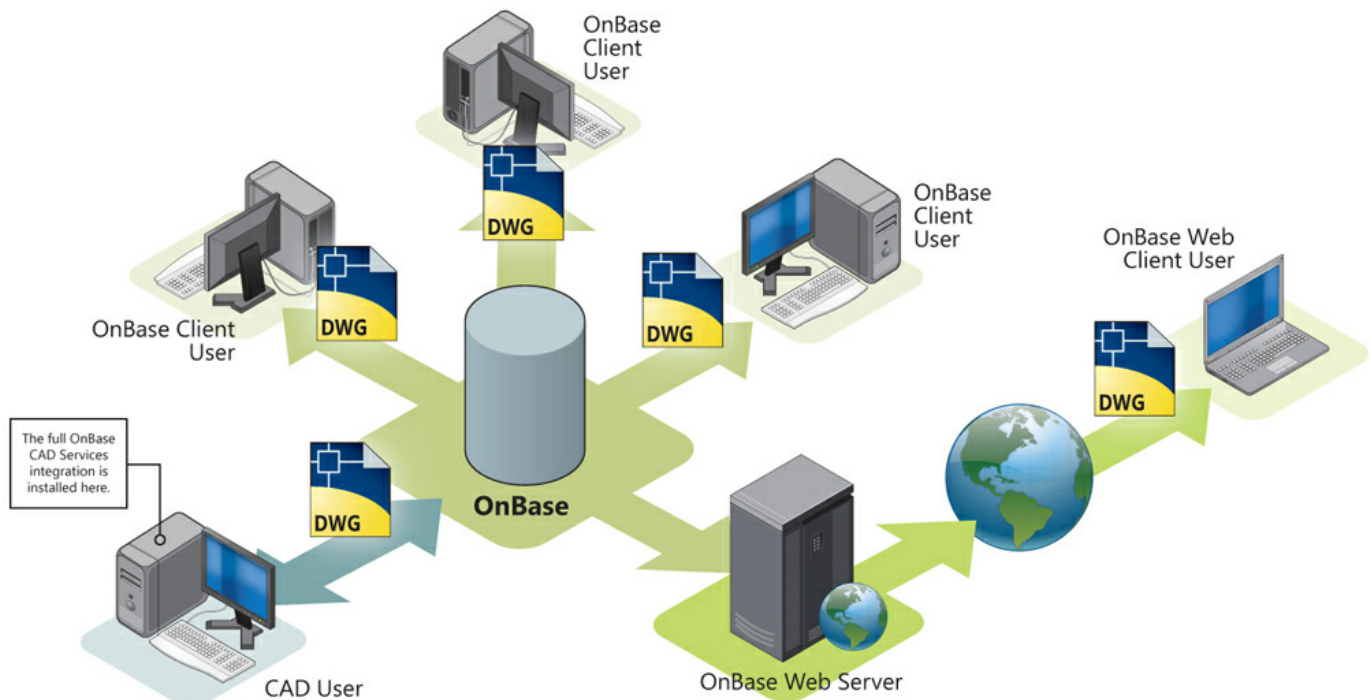 OnBase
Client
User
DWG
OnBase
Client
User
DWG
OnBase Web
Client User
DWG
OnBase Client
User
DWG
The full OnBase
CAD Services
integration is
installed here.
DWG
OnBase
CAD User
OnBase Web Server